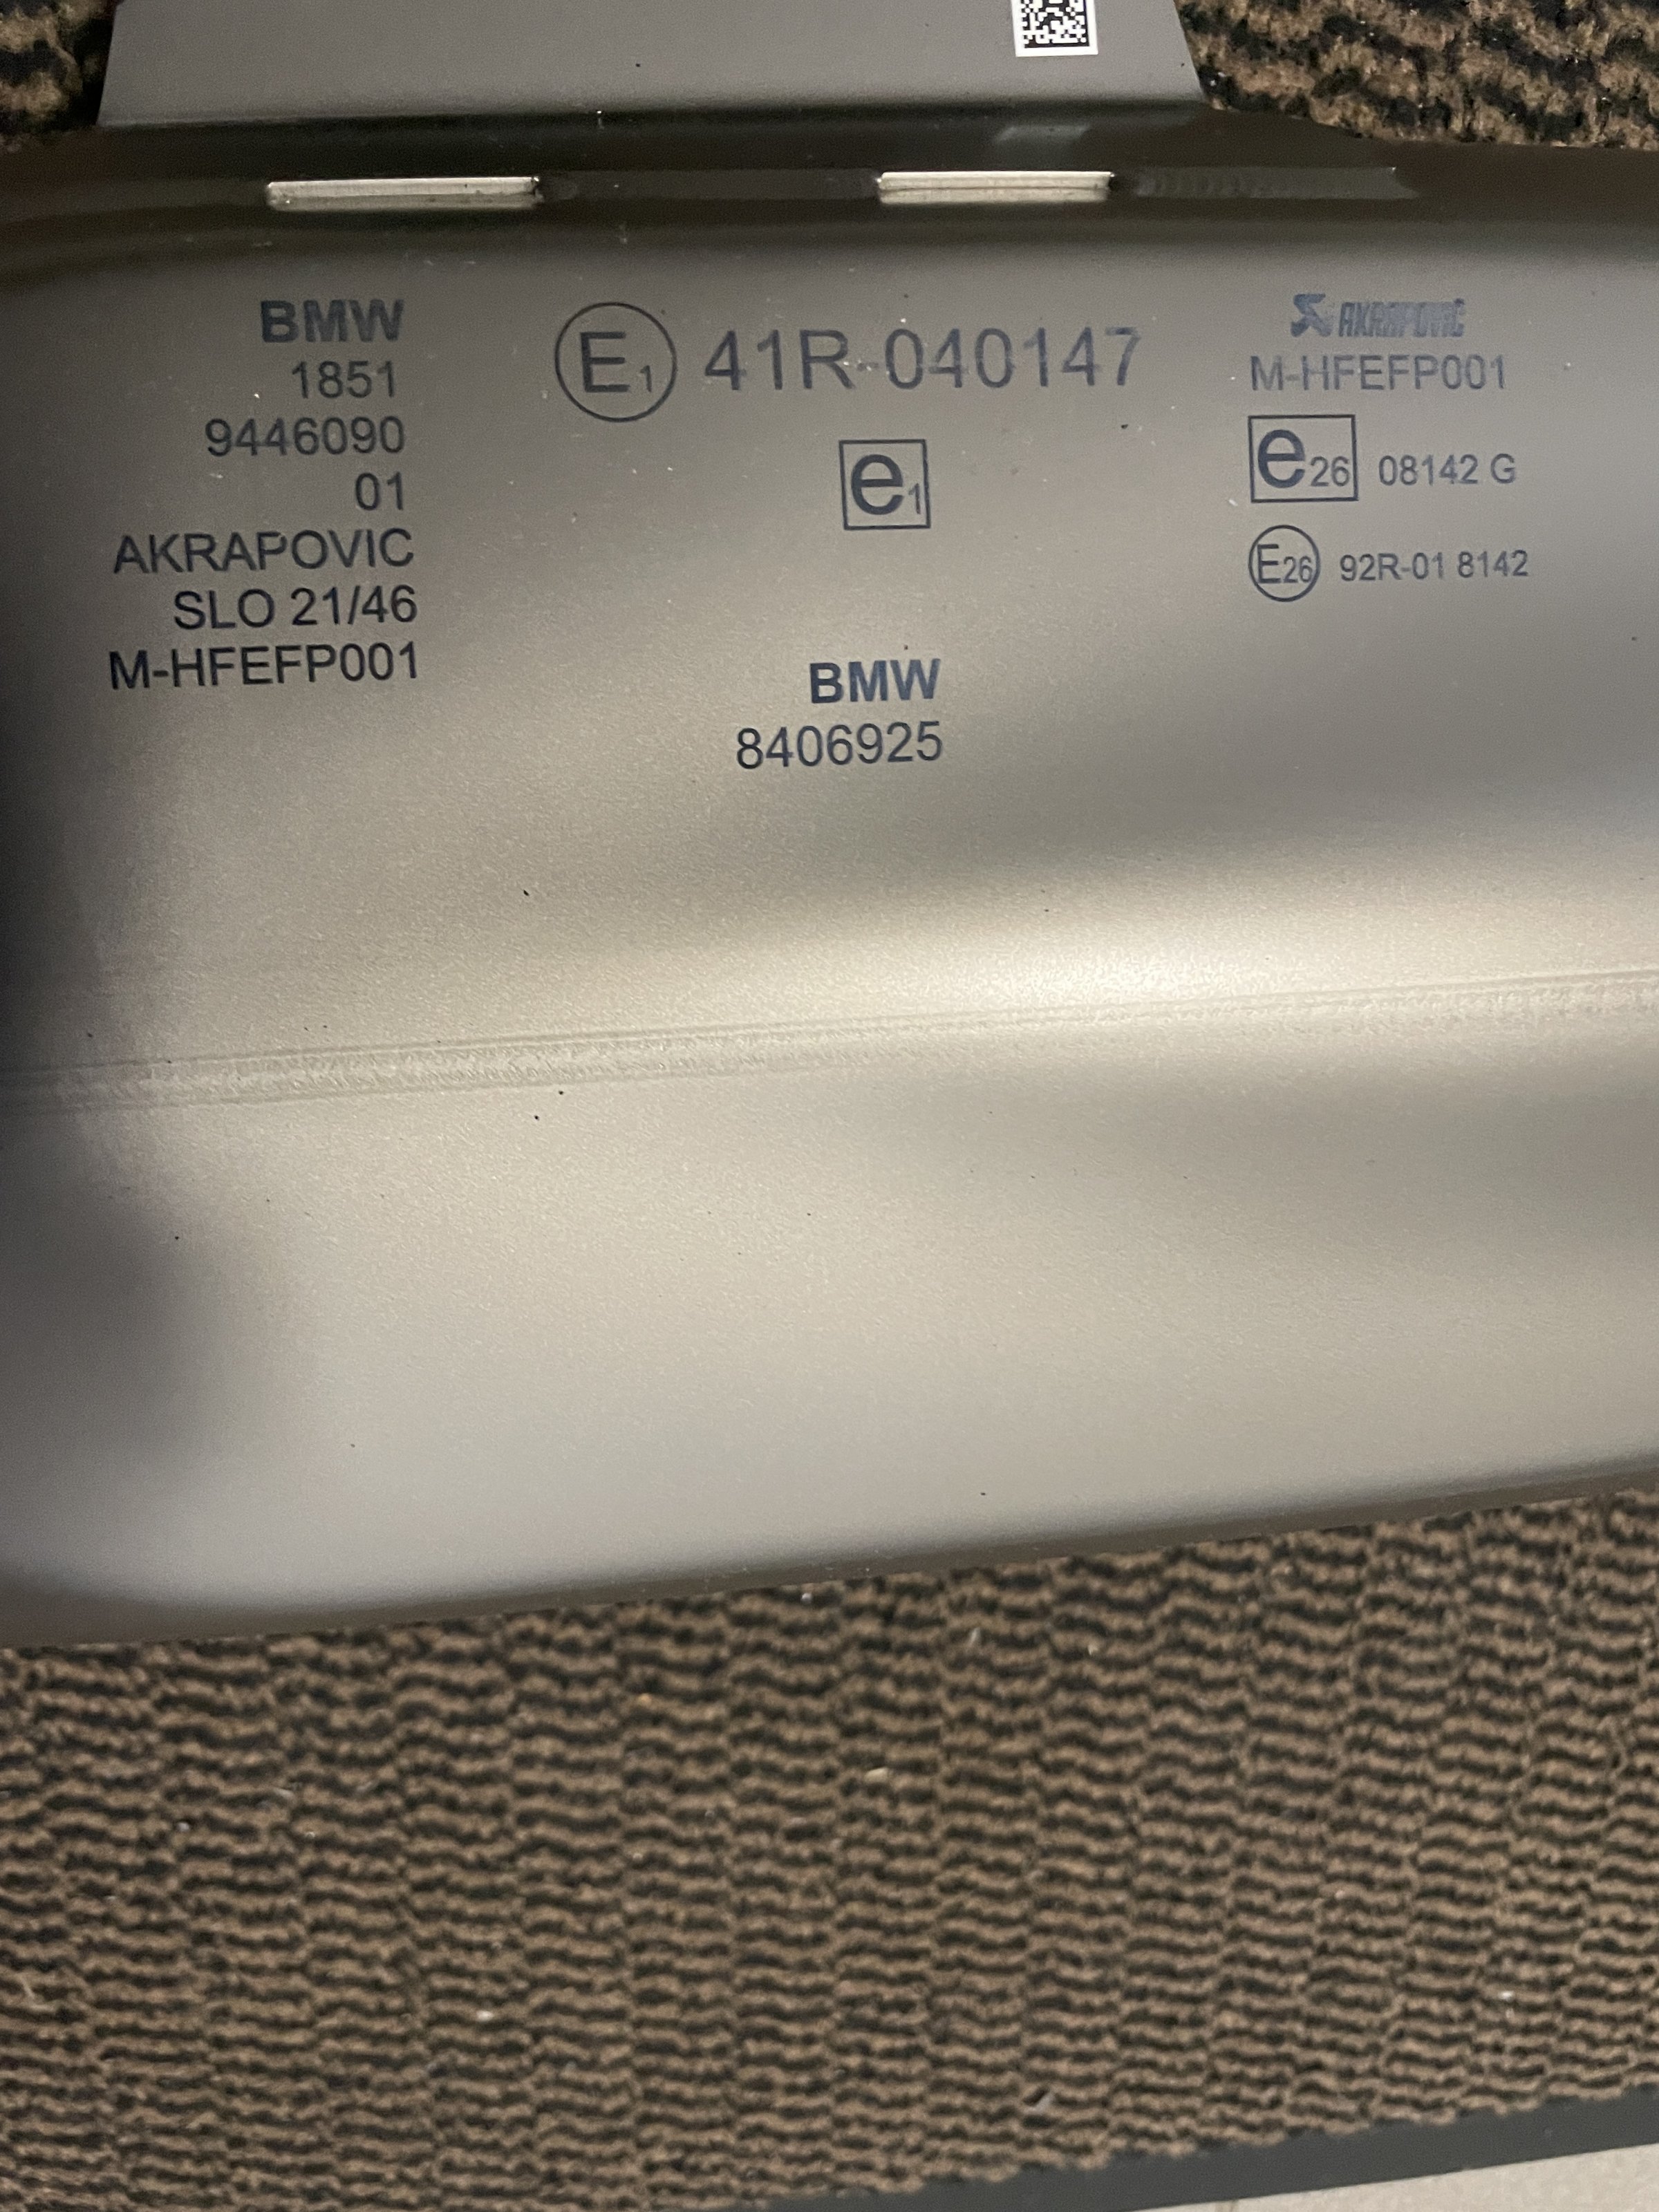 BMW
1851
9446090
01
AKRAPOVIC
SLO 21/46
M-HFEFP001
E1 41R-040147
e1
BMW
8406925
AKRAPOVIČ
M-HFEFP001
e26 08142 G
E26 92R-01 8142